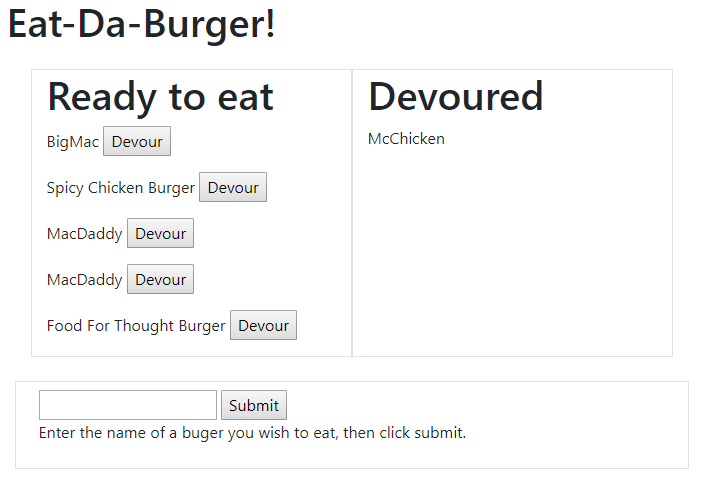 Eat-Da-Burger!
Ready to eat
BigMac Devour
Spicy Chicken Burger Devour
MacDaddy Devour
MacDaddy Devour
Food For Thought Burger Devour
Devoured
McChicken
Submit
Enter the name of a buger you wish to eat, then click submit.